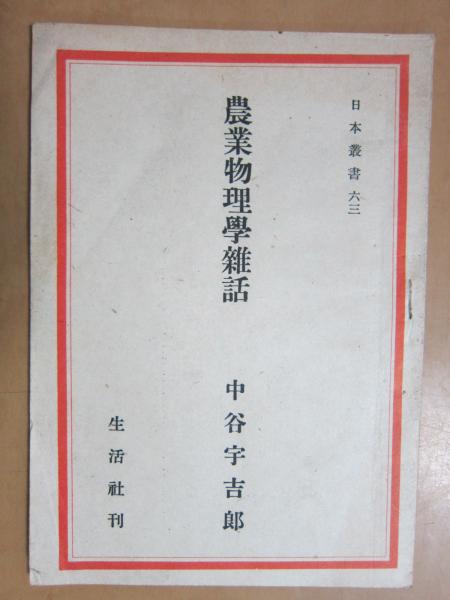 日本叢書 六三
農業物理學雜話
中谷宇吉郎
生活社刊